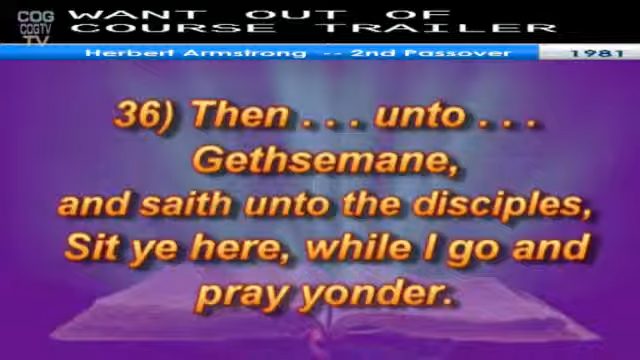 COG
COGTV
TV
WANT OUT OF
COURSE TRAILER
Herbert Armstrong -- 2nd Passover
1981
36) Then . . . unto . . .
Gethsemane,
and saith unto the disciples,
Sit ye here, while I go and
pray yonder.